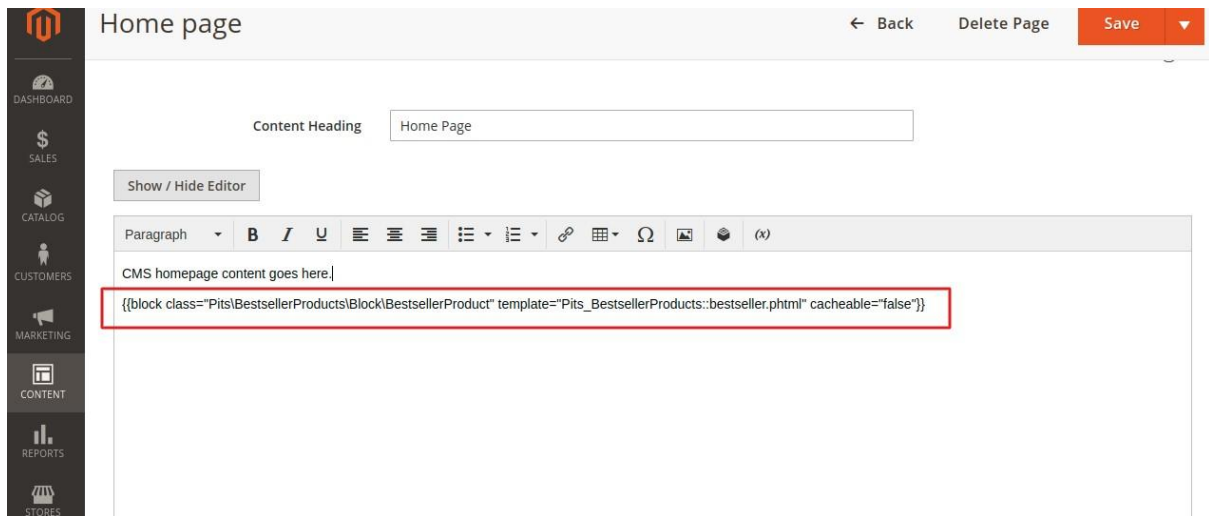 Home page
← Back
Delete Page
Save
DASHBOARD
$
SALES
CATALOG
CUSTOMERS
MARKETING
CONTENT
REPORTS
STORES
Content Heading
Home Page
Show / Hide Editor
Paragraph B I U Ω (x)
CMS homepage content goes here.
{{block class="Pits\BestsellerProducts\Block\BestsellerProduct" template="Pits_BestsellerProducts::bestseller.phtml" cacheable="false"}}